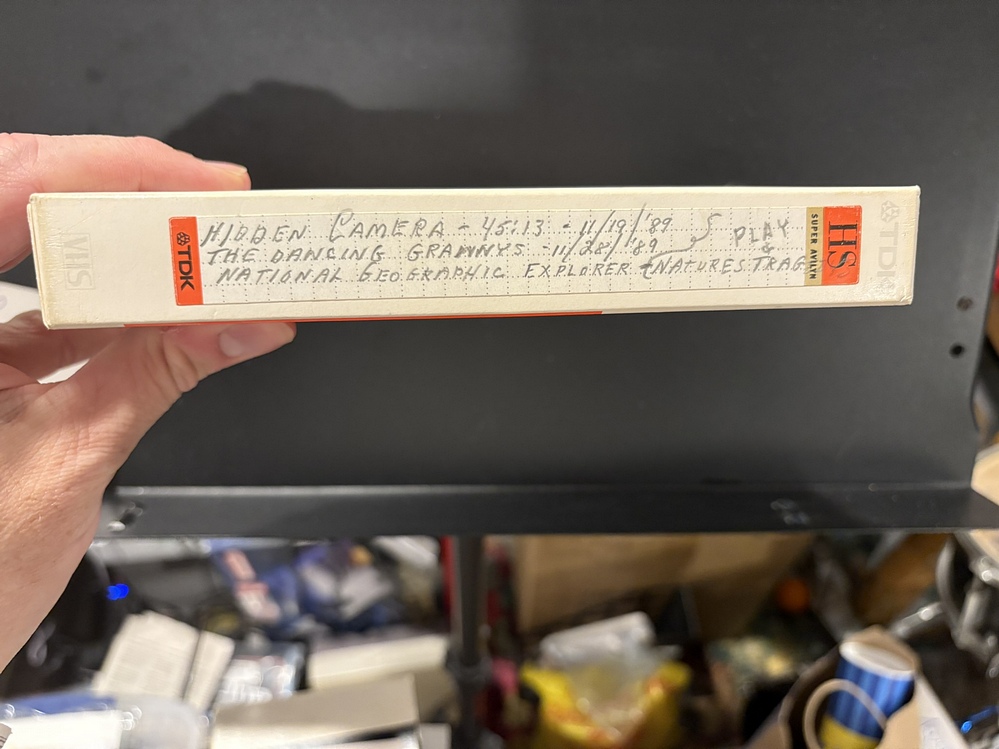 HIDDEN CAMERA - 45:13 - 11/19/'89
THE DANCING GRANNYS - 11/28/'89
PLAY
&
NATIONAL GEOGRAPHIC EXPLORER NATURES TRAG
TDK
HS
SUPER AVILYN
VHS
TDK